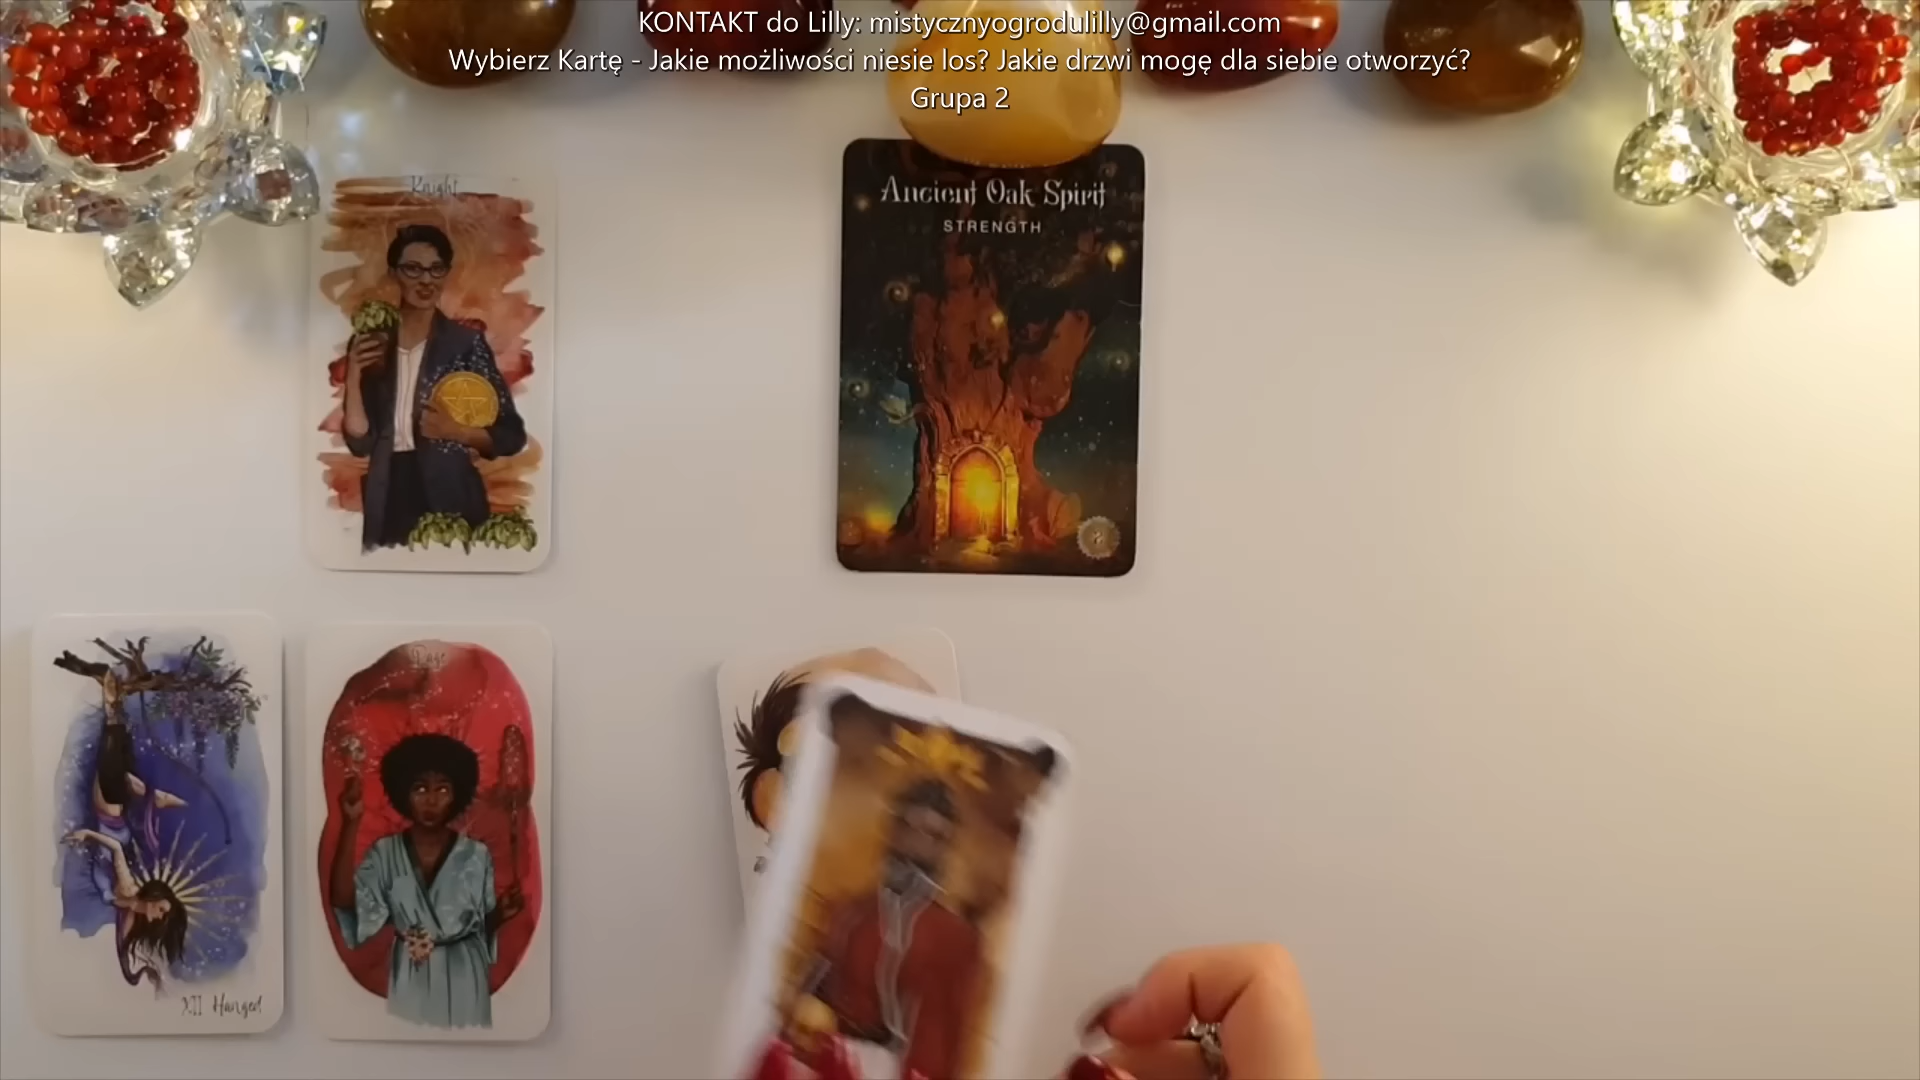 KONTAKT do Lilly: mistycznyogrodulilly@gmail.com
Wybierz Kartę - Jakie możliwości niesie los? Jakie drzwi mogę dla siebie otworzyć?
Grupa 2
Knight
Ancient Oak Spirit
STRENGTH
Page
XII Hanged